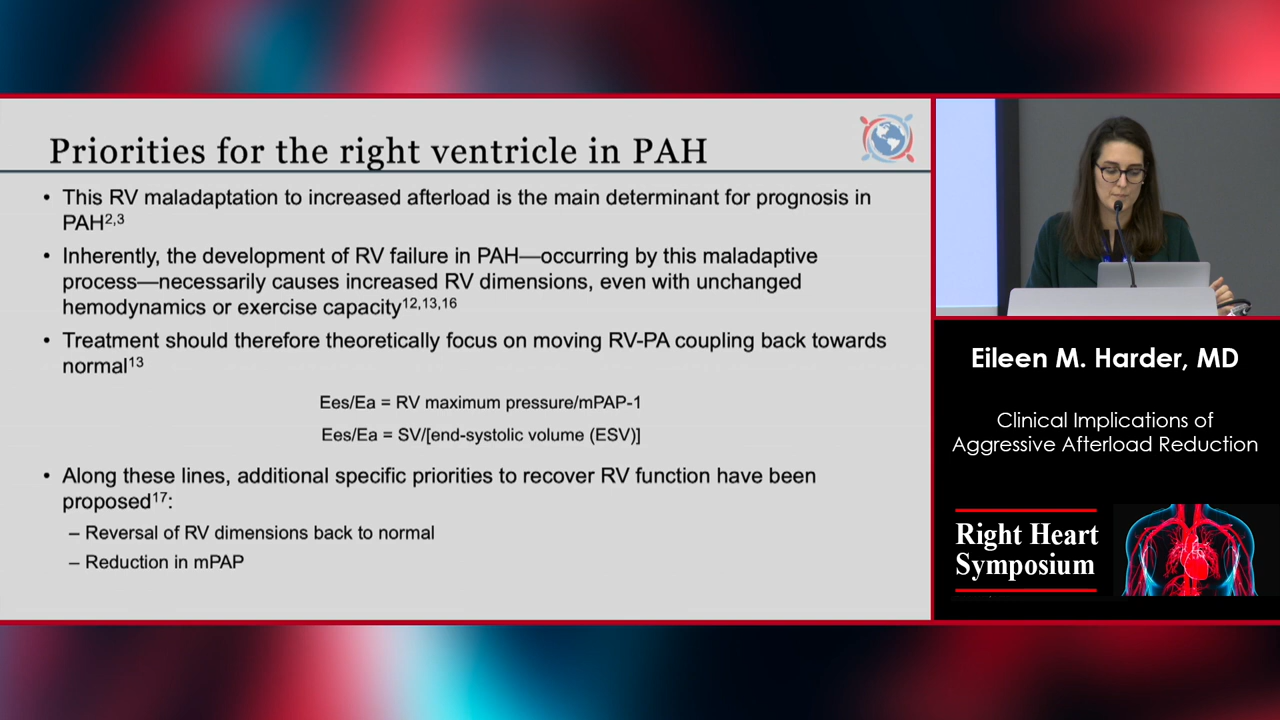 Priorities for the right ventricle in PAH
• This RV maladaptation to increased afterload is the main determinant for prognosis in
PAH2,3
• Inherently, the development of RV failure in PAH—occurring by this maladaptive
process—necessarily causes increased RV dimensions, even with unchanged
hemodynamics or exercise capacity12,13,16
• Treatment should therefore theoretically focus on moving RV-PA coupling back towards
normal13
Ees/Ea = RV maximum pressure/mPAP-1
Ees/Ea = SV/[end-systolic volume (ESV)]
• Along these lines, additional specific priorities to recover RV function have been
proposed17:
– Reversal of RV dimensions back to normal
– Reduction in mPAP
Eileen M. Harder, MD
Clinical Implications of
Aggressive Afterload Reduction
Right Heart
Symposium